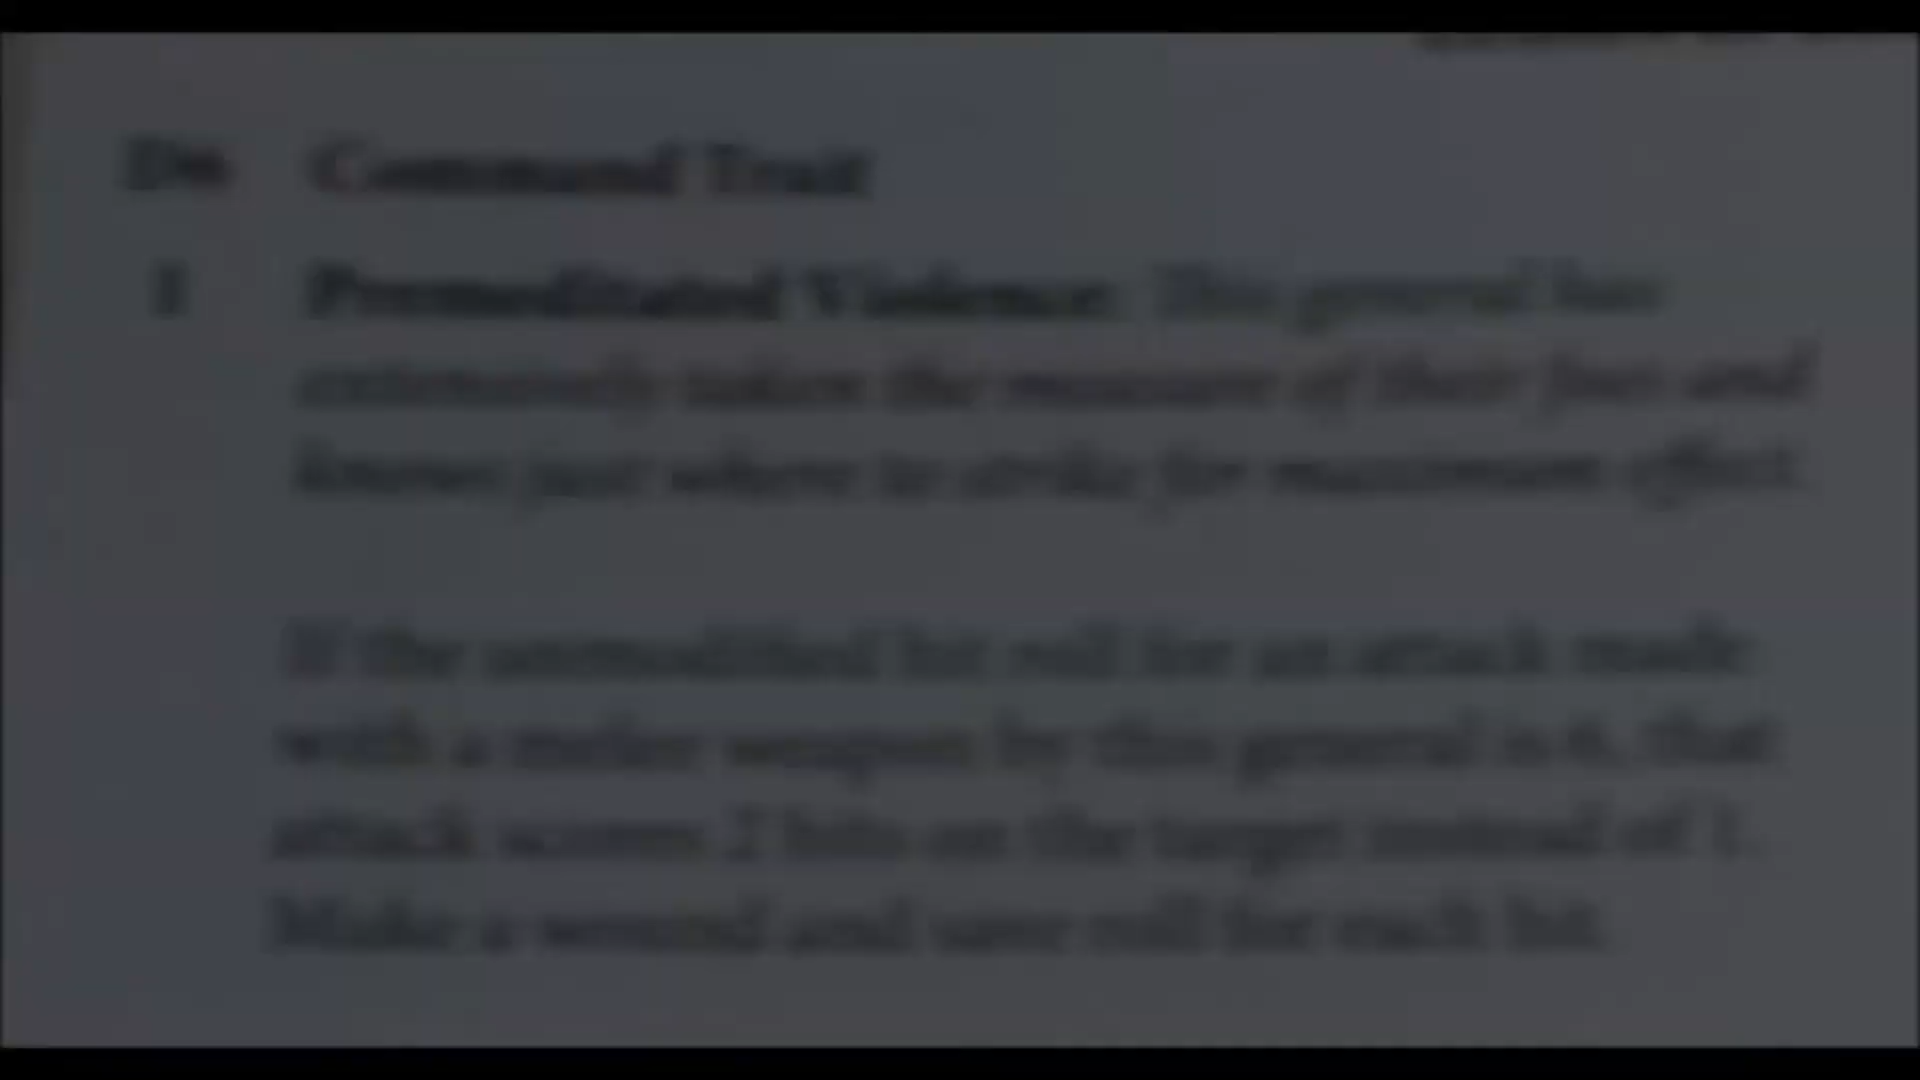 D6 Command Trait
1 Premeditated Violence: This general has
extensively taken the measure of their foes and
knows just where to strike for maximum effect.
If the unmodified hit roll for an attack made
with a melee weapon by this general is 6, that
attack scores 2 hits on the target instead of 1.
Make a wound and save roll for each hit.